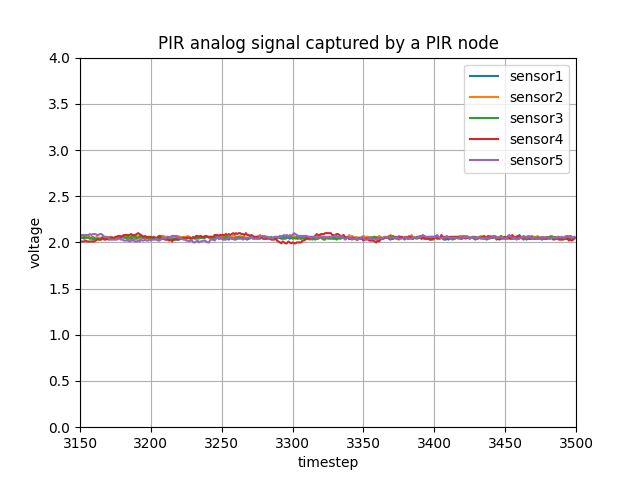 PIR analog signal captured by a PIR node
sensor1
sensor2
sensor3
sensor4
sensor5
voltage
4.0
3.5
3.0
2.5
2.0
1.5
1.0
0.5
0.0
3150 3200 3250 3300 3350 3400 3450 3500
timestep